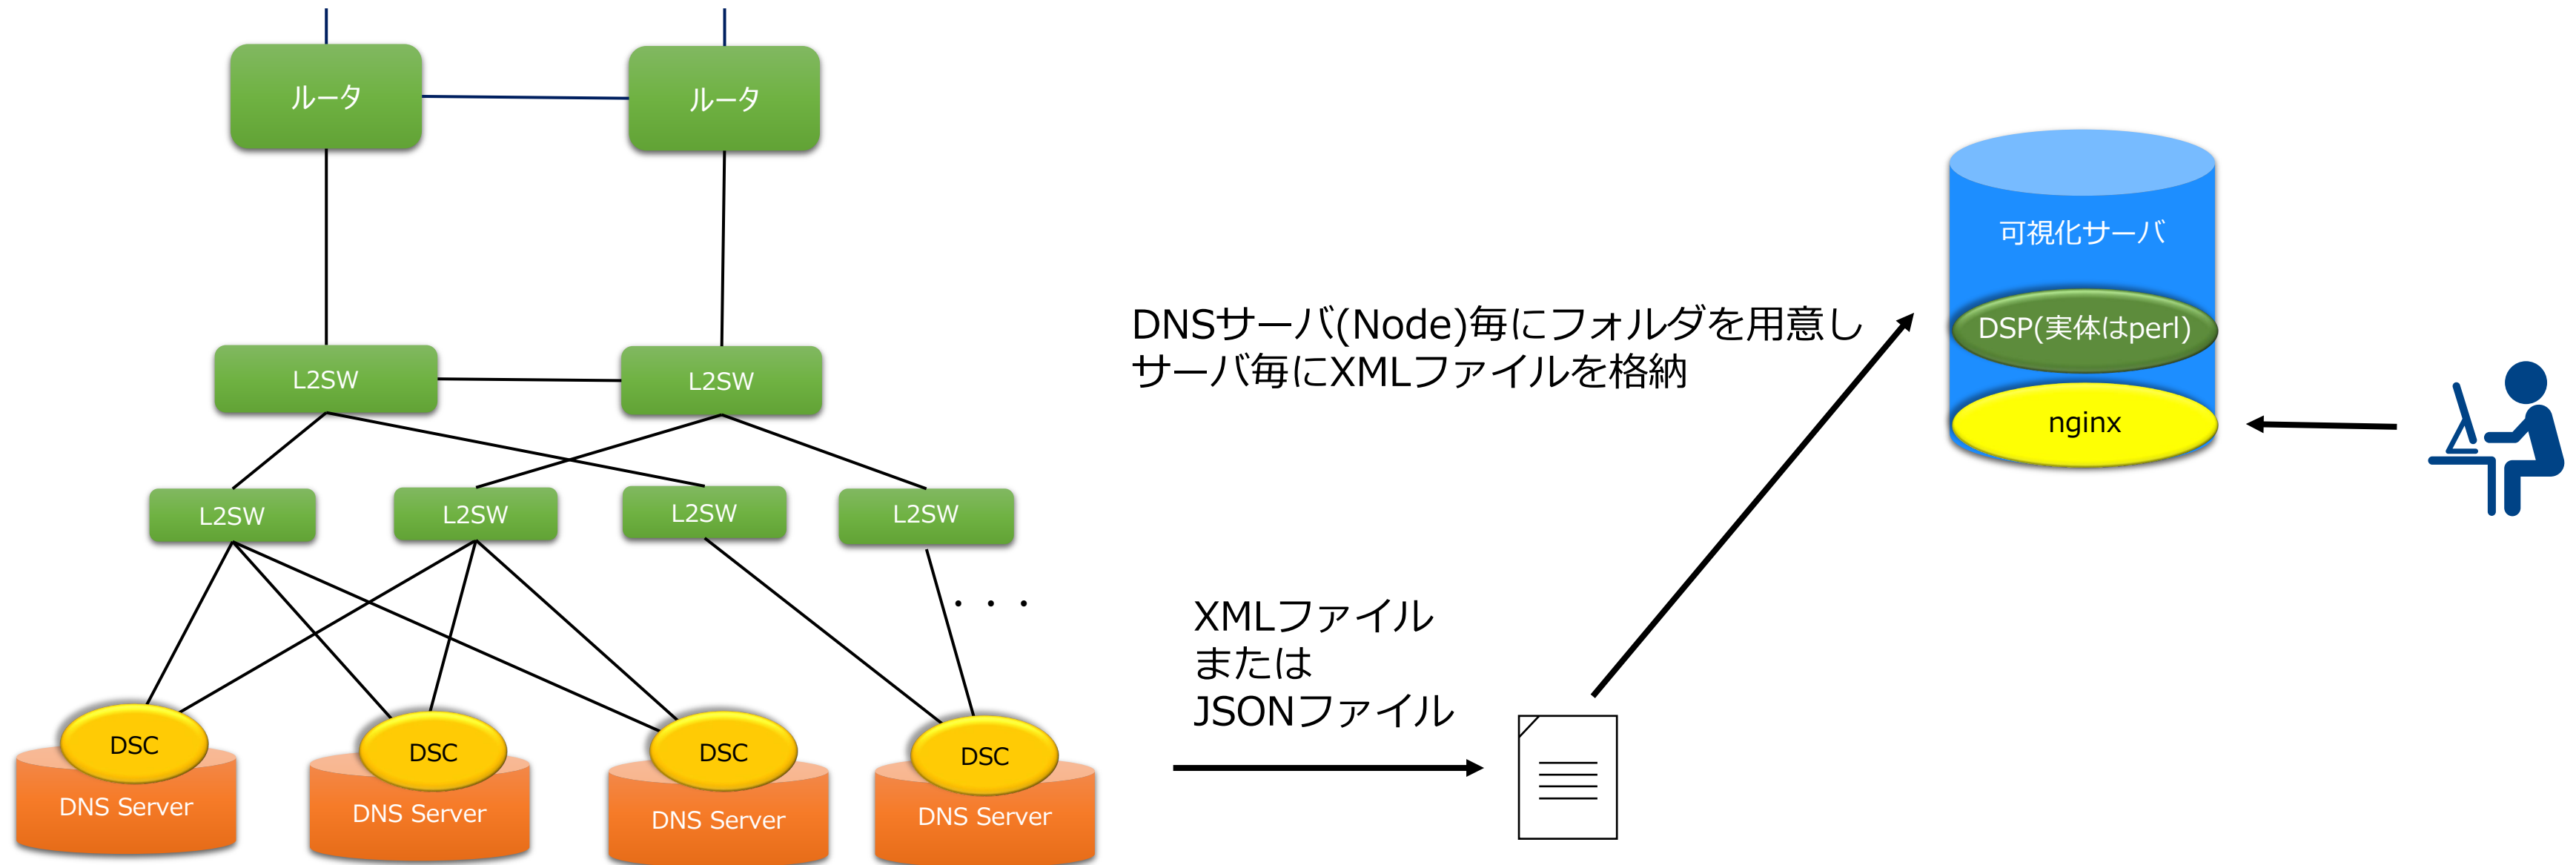 ルータ
ルータ
L2SW
L2SW
L2SW
L2SW
L2SW
L2SW
・・・
DSC
DSC
DSC
DSC
DNS Server
DNS Server
DNS Server
DNS Server
XMLファイル
または
JSONファイル
DNSサーバ(Node)毎にフォルダを用意し
サーバ毎にXMLファイルを格納
可視化サーバ
DSP(実体はperl)
nginx